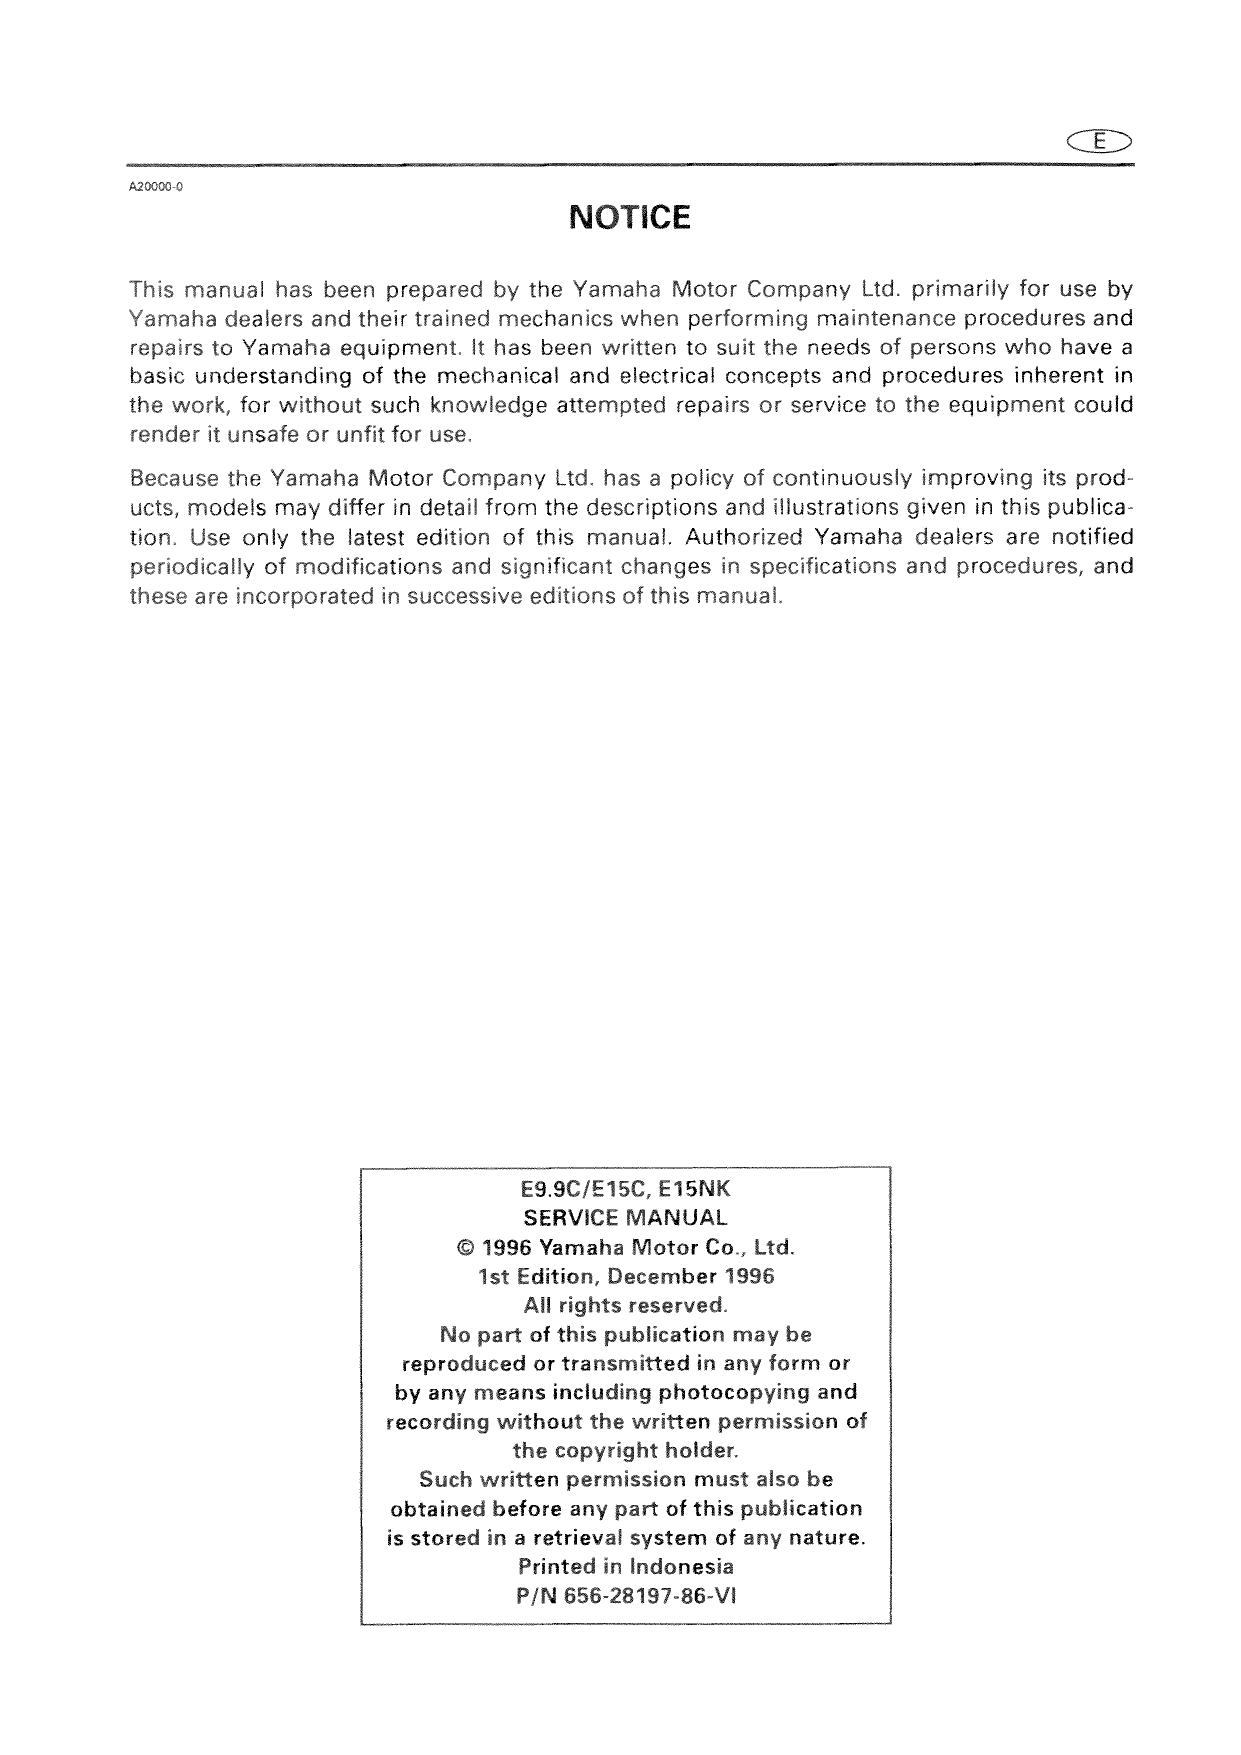 E
A20000-0
NOTICE
This manual has been prepared by the Yamaha Motor Company Ltd. primarily for use by
Yamaha dealers and their trained mechanics when performing maintenance procedures and
repairs to Yamaha equipment. It has been written to suit the needs of persons who have a
basic understanding of the mechanical and electrical concepts and procedures inherent in
the work, for without such knowledge attempted repairs or service to the equipment could
render it unsafe or unfit for use.
Because the Yamaha Motor Company Ltd. has a policy of continuously improving its prod-
ucts, models may differ in detail from the descriptions and illustrations given in this publica-
tion. Use only the latest edition of this manual. Authorized Yamaha dealers are notified
periodically of modifications and significant changes in specifications and procedures, and
these are incorporated in successive editions of this manual.
E9.9C/E15C, E15NK
SERVICE MANUAL
© 1996 Yamaha Motor Co., Ltd.
1st Edition, December 1996
All rights reserved.
No part of this publication may be
reproduced or transmitted in any form or
by any means including photocopying and
recording without the written permission of
the copyright holder.
Such written permission must also be
obtained before any part of this publication
is stored in a retrieval system of any nature.
Printed in Indonesia
P/N 656-28197-86-VI